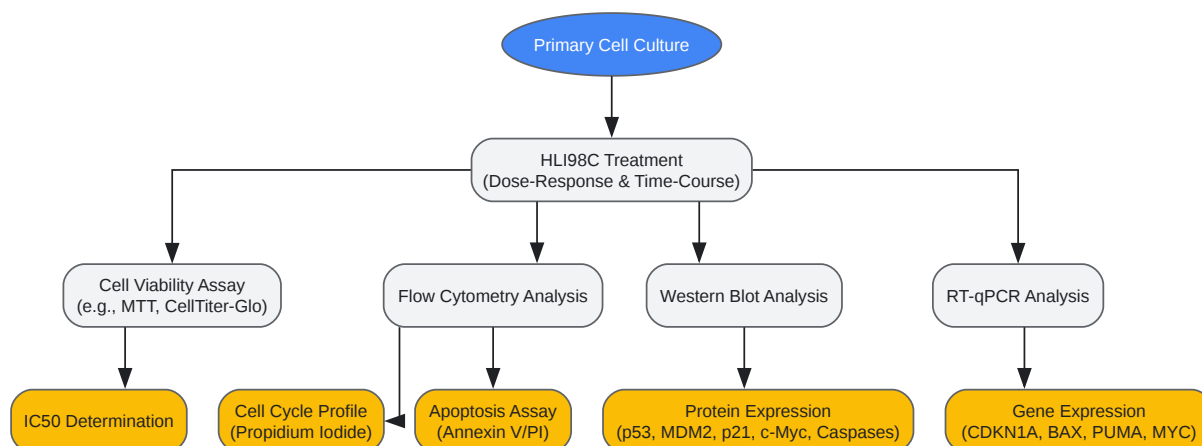 Primary Cell Culture
HLI98C Treatment
(Dose-Response & Time-Course)
Cell Viability Assay
(e.g., MTT, CellTiter-Glo)
Flow Cytometry Analysis
Western Blot Analysis
RT-qPCR Analysis
IC50 Determination
Cell Cycle Profile
(Propidium Iodide)
Apoptosis Assay
(Annexin V/PI)
Protein Expression
(p53, MDM2, p21, c-Myc, Caspases)
Gene Expression
(CDKN1A, BAX, PUMA, MYC)